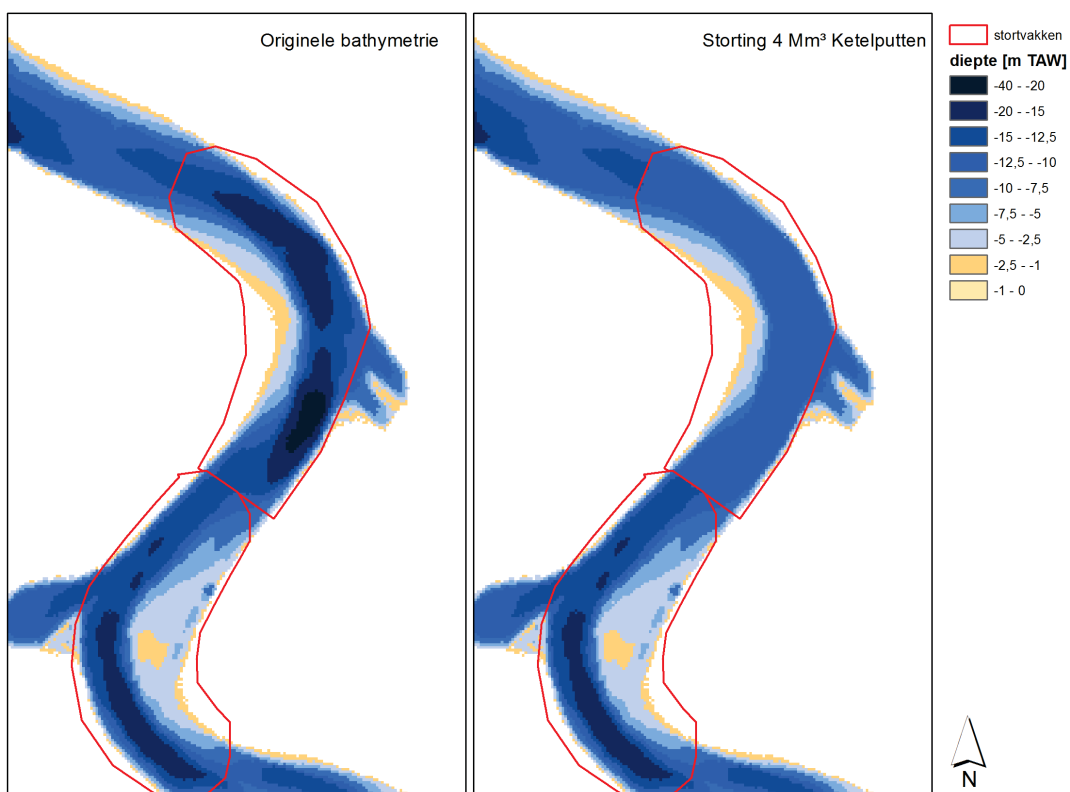 Originele bathymetrie
Storting 4 Mm³ Ketelputten
stortvakken
diepte [m TAW]
-40 - -20
-20 - -15
-15 - -12,5
-12,5 - -10
-10 - -7,5
-7,5 - -5
-5 - -2,5
-2,5 - -1
-1 - 0
N